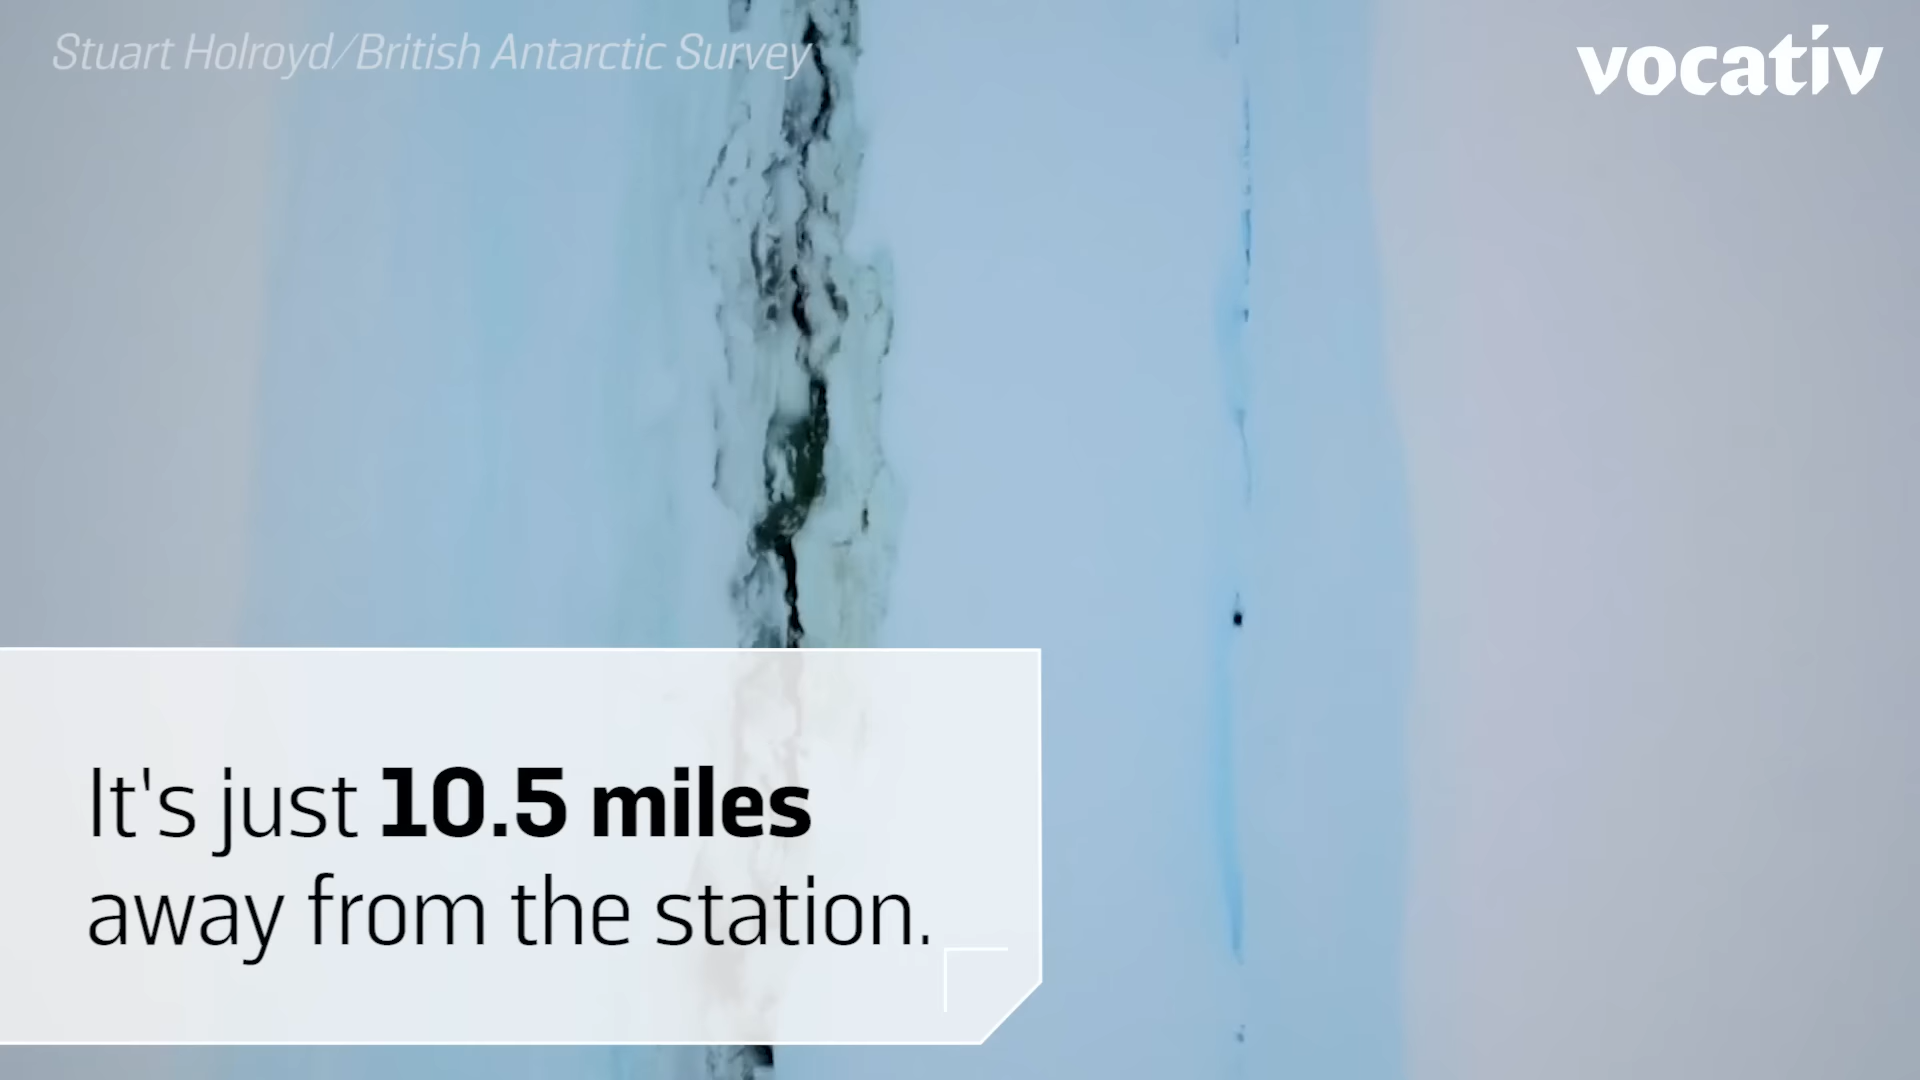 Stuart Holroyd/British Antarctic Survey
vocativ
It's just 10.5 miles
away from the station.